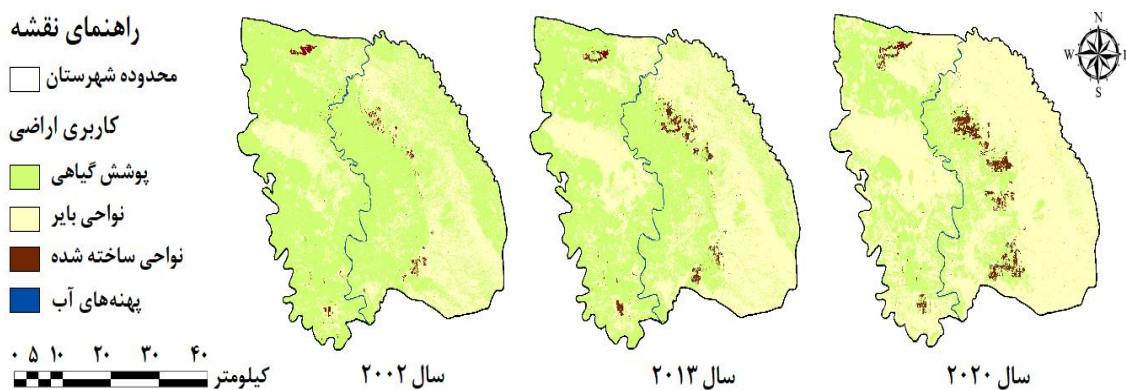 راهنمای نقشه
محدوده شهرستان
کاربری اراضی
پوشش گیاهی
نواحی بایر
نواحی ساخته شده
پهنه‌های آب
۰ ۵ ۱۰ ۲۰ ۳۰ ۴۰
کیلومتر
سال ۲۰۰۲
سال ۲۰۱۳
سال ۲۰۲۰
N
W E
S